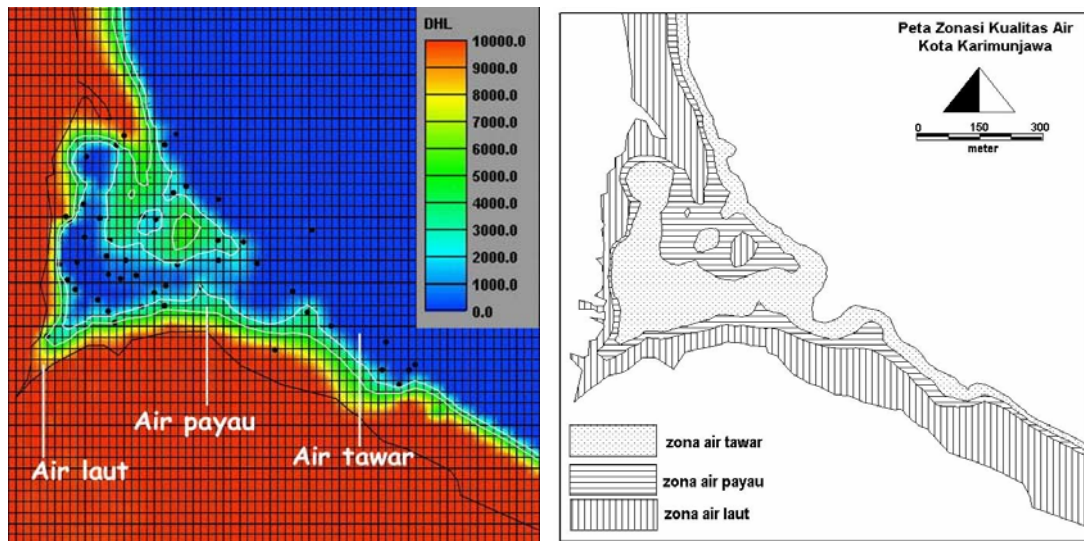 DHL
10000.0
9000.0
8000.0
7000.0
6000.0
5000.0
4000.0
3000.0
2000.0
1000.0
0.0
Air payau
Air laut
Air tawar
Peta Zonasi Kualitas Air
Kota Karimunjawa
0 150 300
meter
zona air tawar
zona air payau
zona air laut